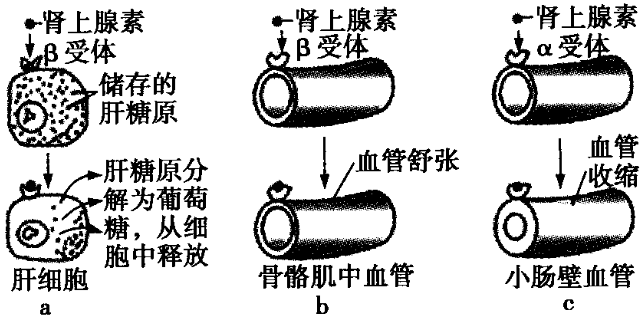 肾上腺素
β受体
储存的
肝糖原
肝糖原分
解为葡萄
糖，从细
胞中释放
肝细胞
a
肾上腺素
β受体
血管舒张
骨骼肌中血管
b
肾上腺素
α受体
血管
收缩
小肠壁血管
c